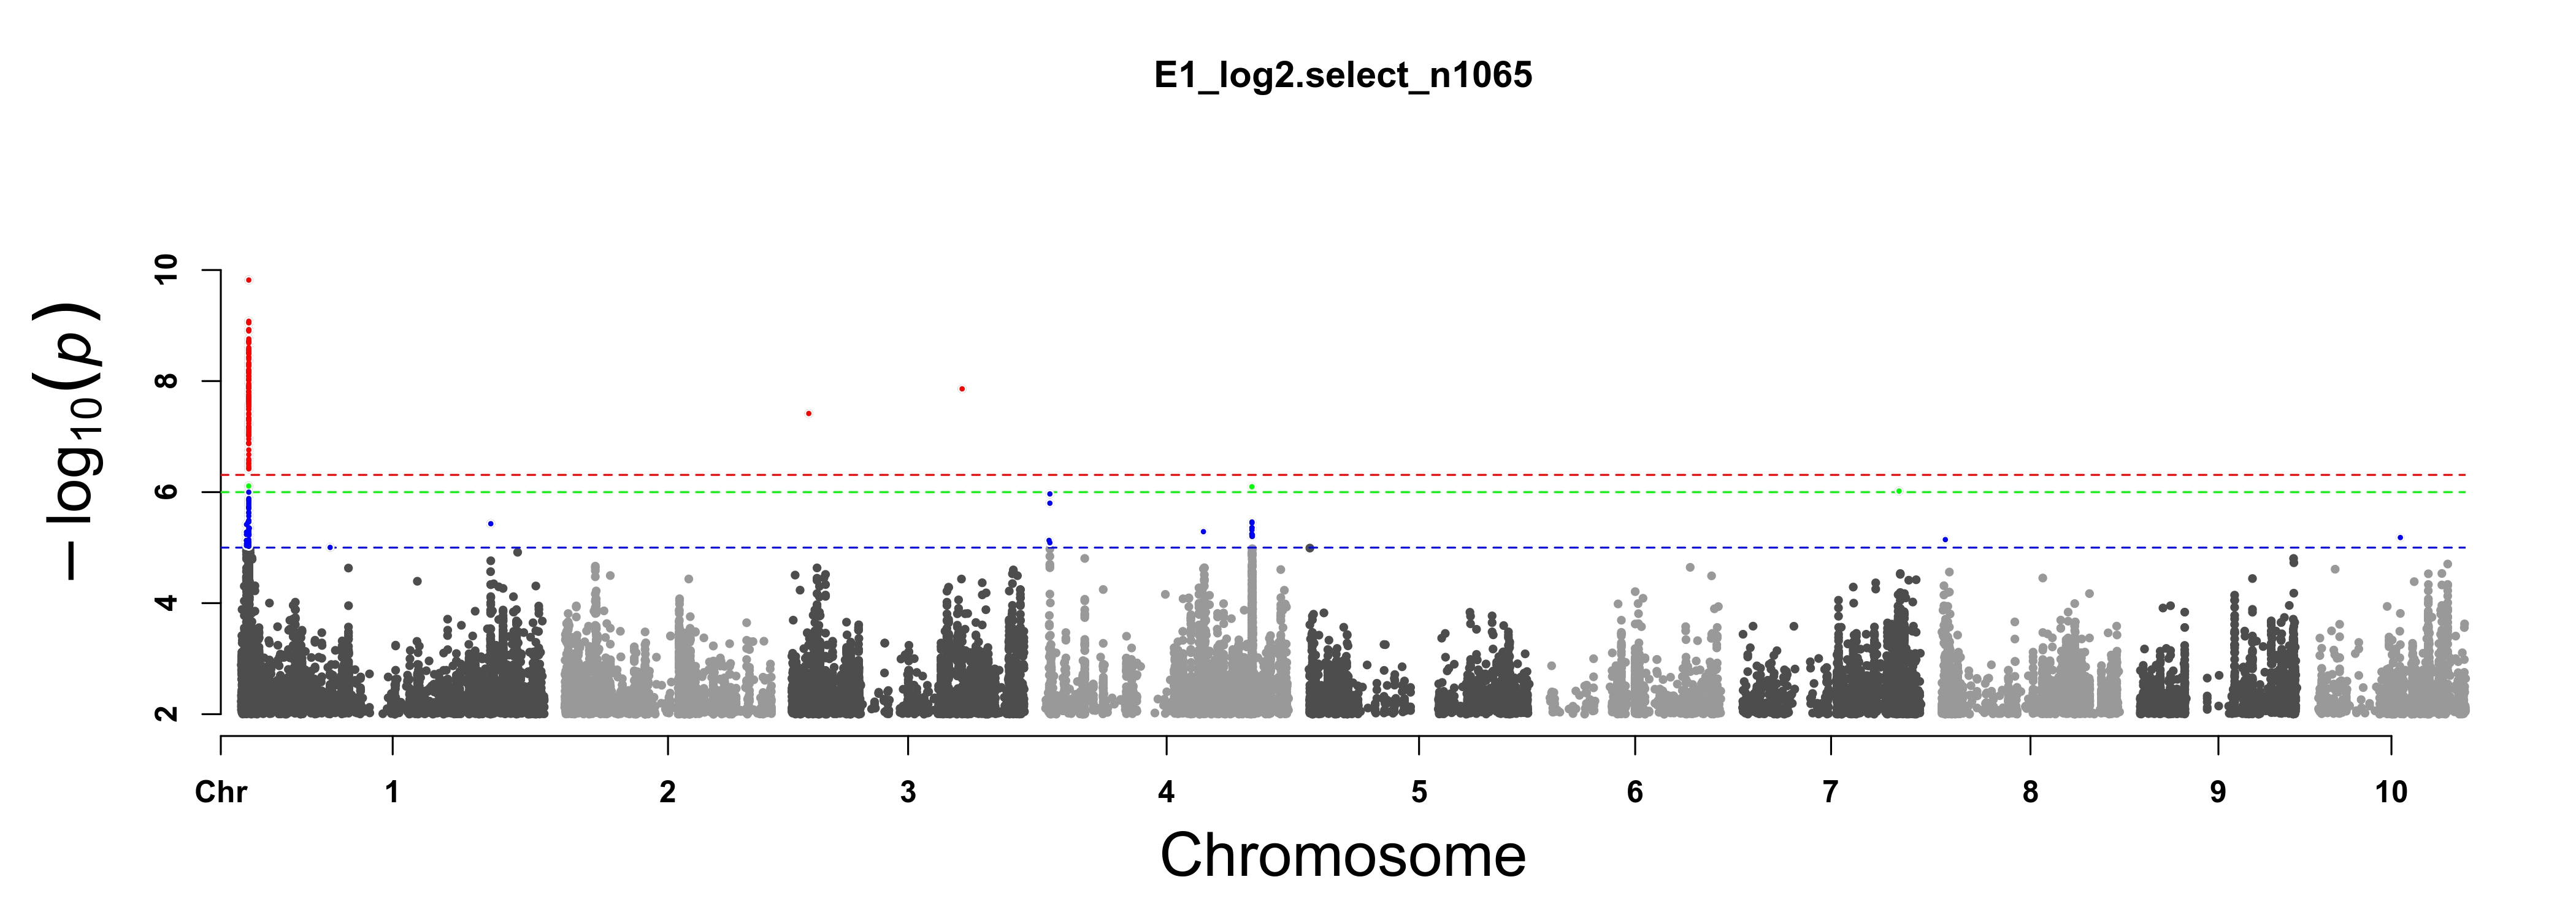 E1_log2.select_n1065
10
8
6
4
2
− log10(p)
Chr 1 2 3 4 5 6 7 8 9 10
Chromosome